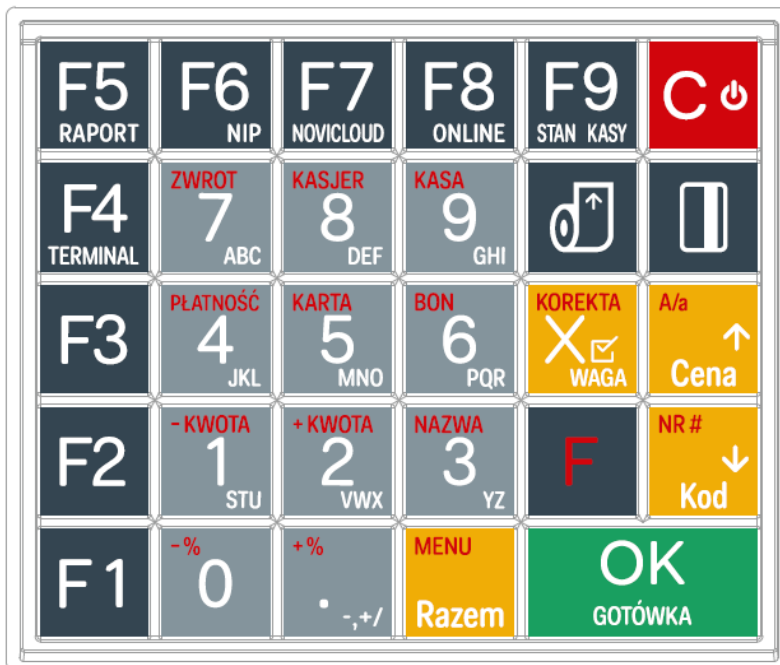 F5 F6 F7 F8 F9 C
RAPORT NIP NOVICLOUD ONLINE STAN KASY
ZWROT KASJER KASA
F4 7 8 9
TERMINAL ABC DEF GHI
PŁATNOŚĆ KARTA BON KOREKTA A/a
F3 4 5 6 X ↑
JKL MNO PQR WAGA Cena
-KWOTA +KWOTA NAZWA NR #
F2 1 2 3 F ↓
STU VWX YZ Kod
-% +% MENU OK
F1 0 . Razem GOTÓWKA
-,+/